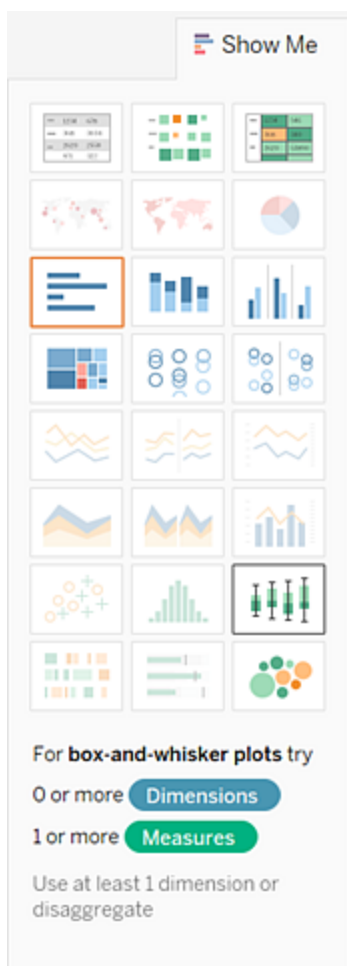 Show Me
For box-and-whisker plots try
0 or more Dimensions
1 or more Measures
Use at least 1 dimension or
disaggregate